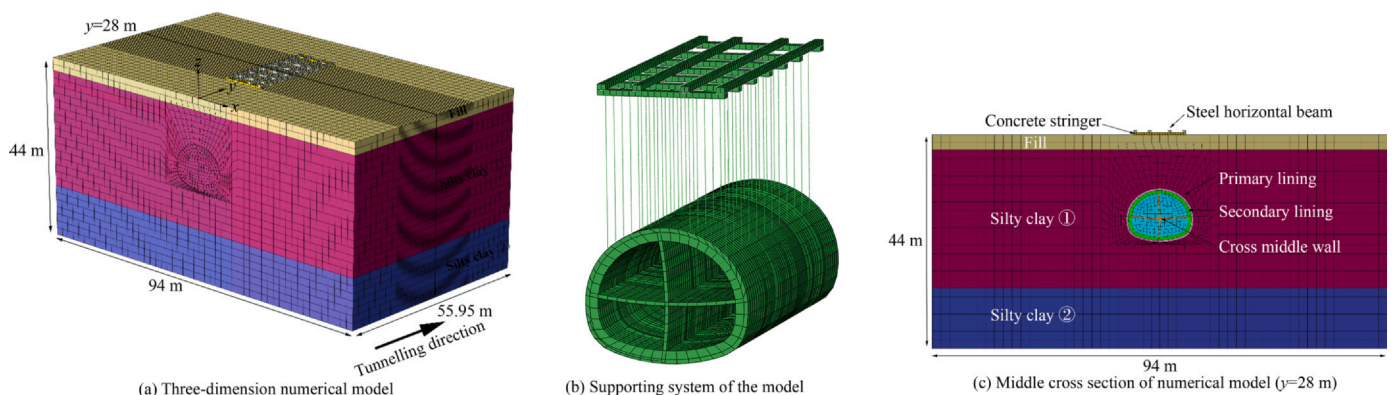 y=28 m
z
y
x
44 m
Fill
Silty clay ①
Silty clay ②
94 m
55.95 m
Tunnelling direction
(a) Three-dimension numerical model
(b) Supporting system of the model
Concrete stringer
Steel horizontal beam
Fill
Primary lining
Silty clay ①
Secondary lining
44 m
Cross middle wall
Silty clay ②
94 m
(c) Middle cross section of numerical model (y=28 m)